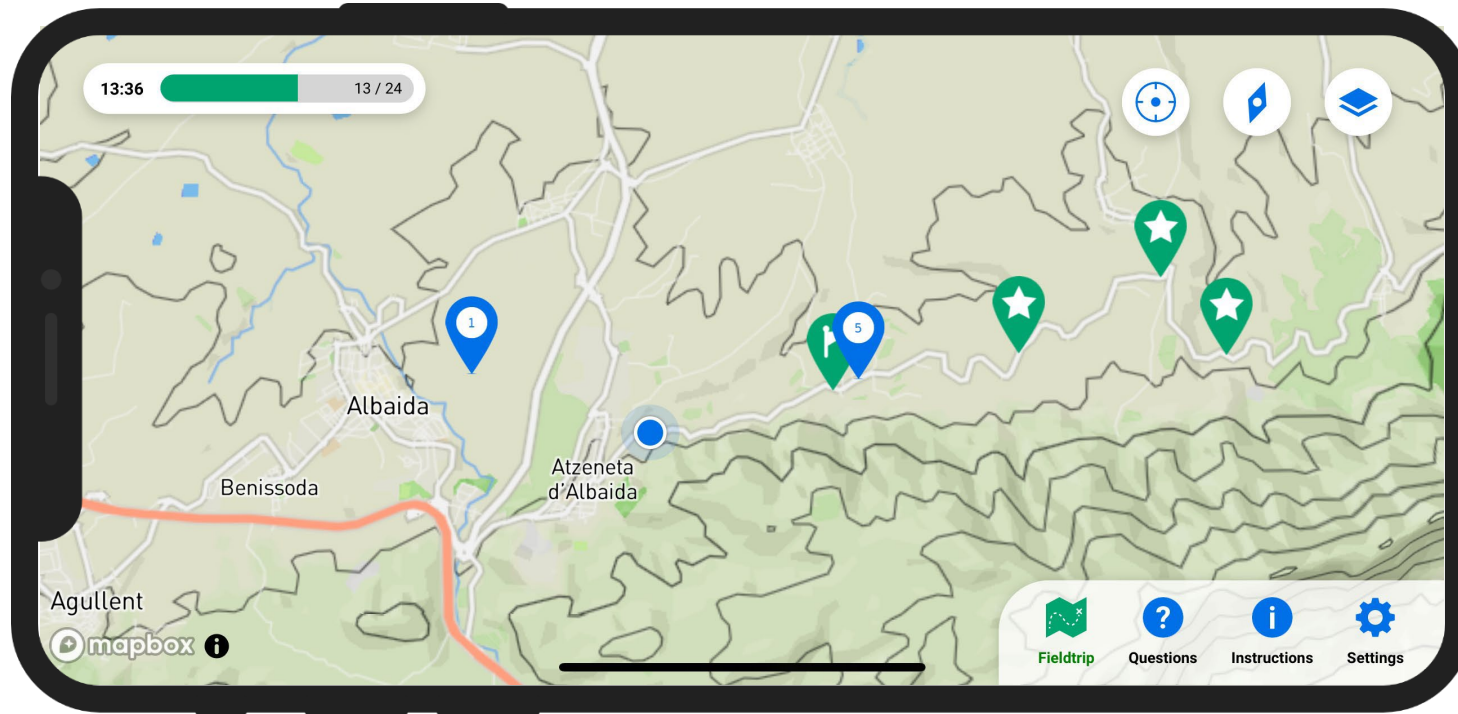 13:36
13 / 24
1
5
Albaida
Atzeneta
d'Albaida
Benissoda
Agullent
mapbox i
Fieldtrip
? Questions
i Instructions
Settings